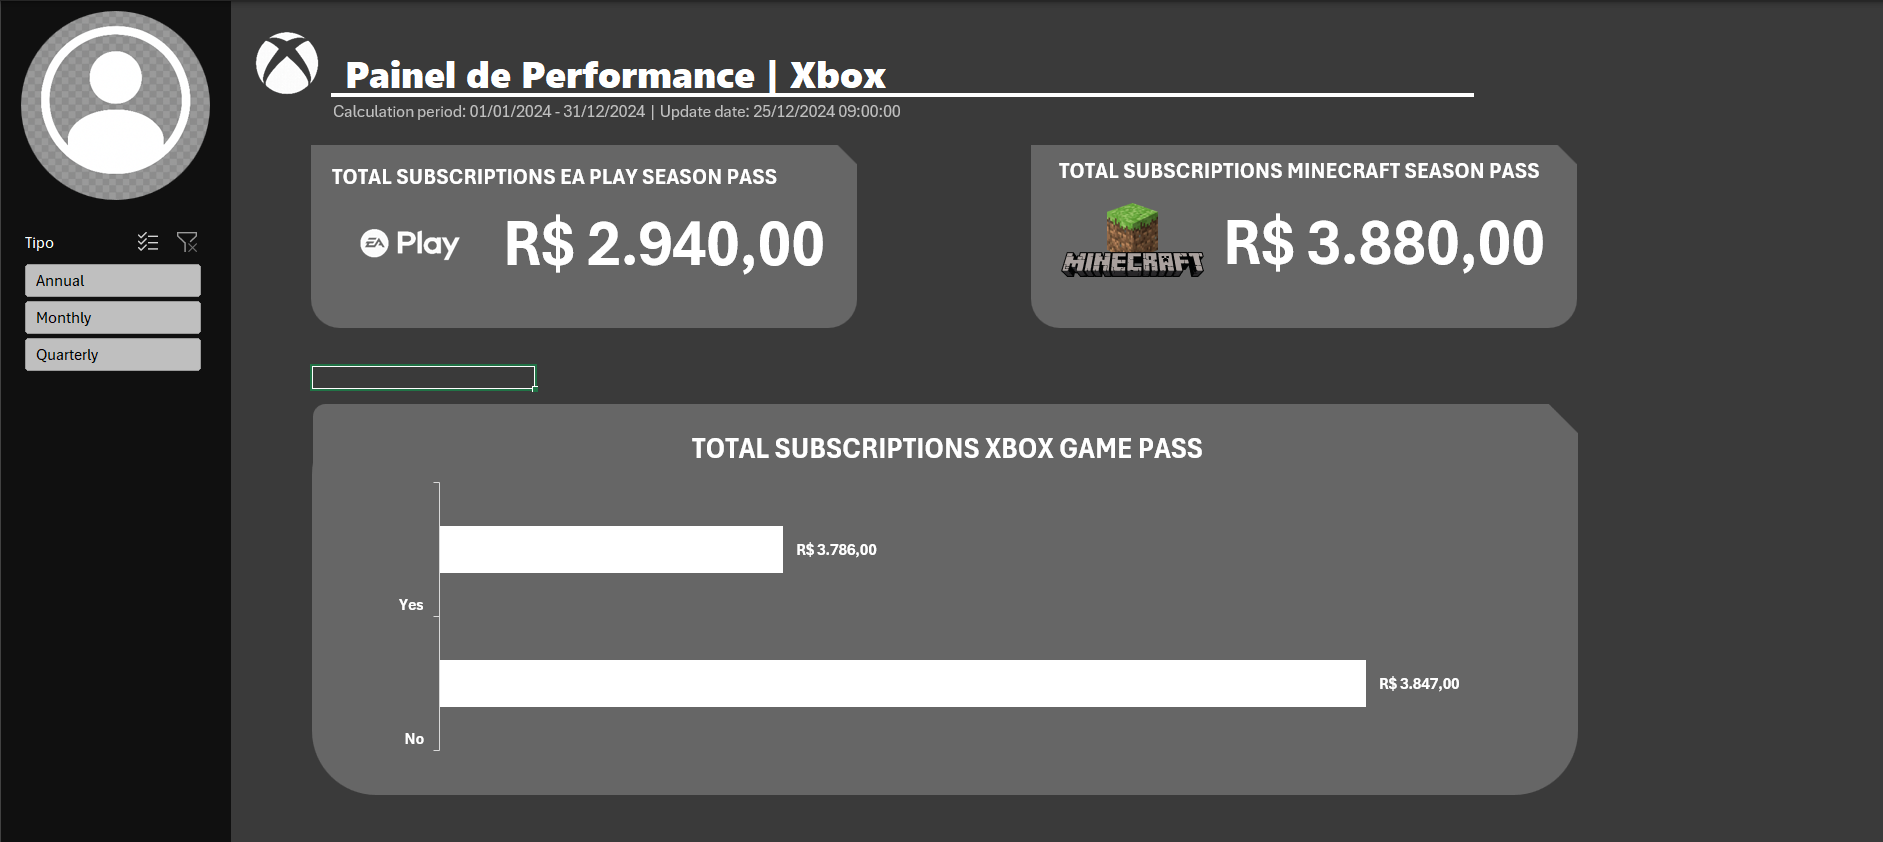 Painel de Performance | Xbox
Calculation period: 01/01/2024 - 31/12/2024 | Update date: 25/12/2024 09:00:00
Tipo
Annual
Monthly
Quarterly
TOTAL SUBSCRIPTIONS EA PLAY SEASON PASS
EA Play
R$ 2.940,00
TOTAL SUBSCRIPTIONS MINECRAFT SEASON PASS
MINECRAFT
R$ 3.880,00
TOTAL SUBSCRIPTIONS XBOX GAME PASS
R$ 3.786,00
Yes
R$ 3.847,00
No